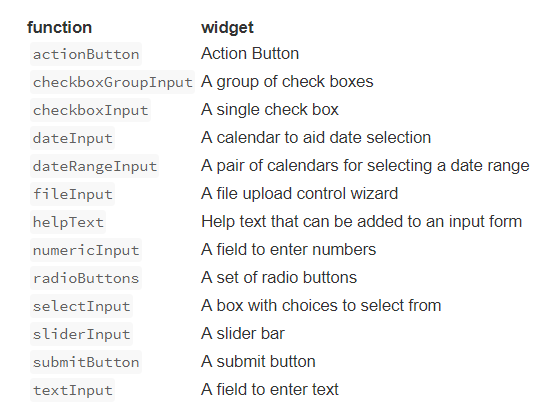 function widget
actionButton Action Button
checkboxGroupInput A group of check boxes
checkboxInput A single check box
dateInput A calendar to aid date selection
dateRangeInput A pair of calendars for selecting a date range
fileInput A file upload control wizard
helpText Help text that can be added to an input form
numericInput A field to enter numbers
radioButtons A set of radio buttons
selectInput A box with choices to select from
sliderInput A slider bar
submitButton A submit button
textInput A field to enter text